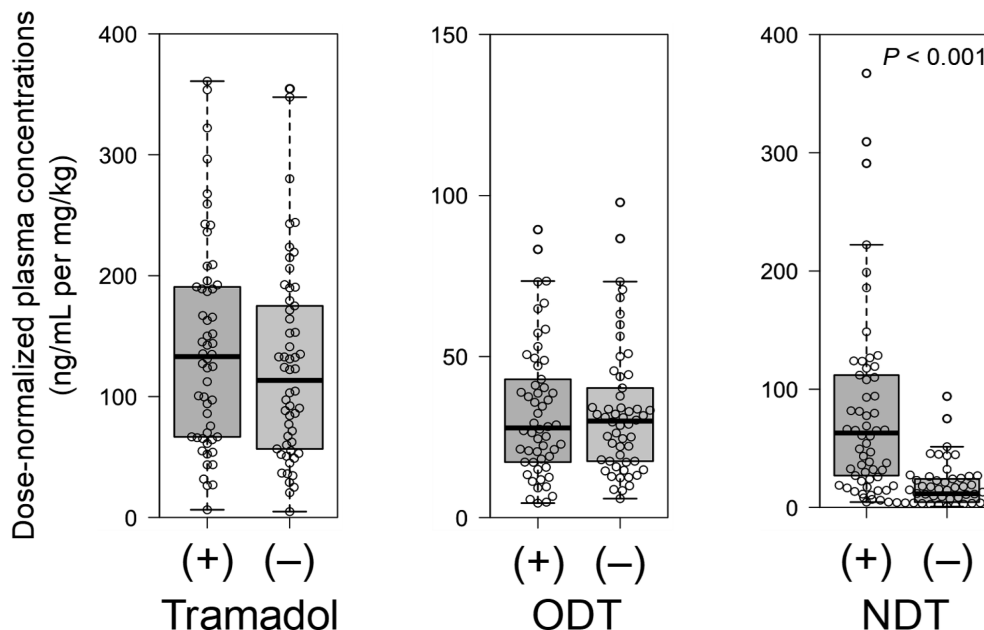 Dose-normalized plasma concentrations
(ng/mL per mg/kg)
400
300
200
100
0
(+) (–)
Tramadol
150
100
50
0
(+) (–)
ODT
400
300
200
100
0
P < 0.001
(+) (–)
NDT